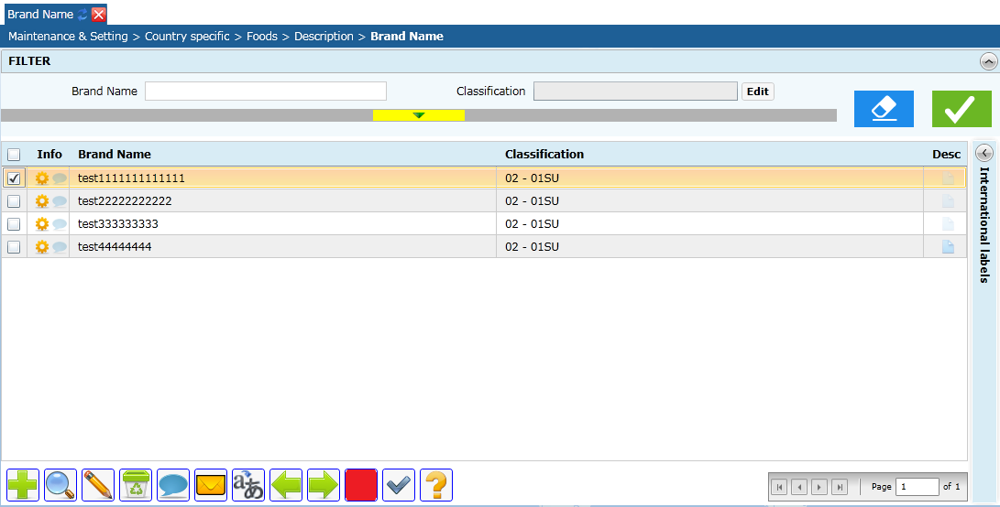 Brand Name
Maintenance & Setting > Country specific > Foods > Description > Brand Name
FILTER
Brand Name
Classification
Edit
Info Brand Name Classification Desc
test1111111111111 02 - 01SU
test22222222222 02 - 01SU
test333333333 02 - 01SU
test44444444 02 - 01SU
International labels
aあ
Page 1 of 1